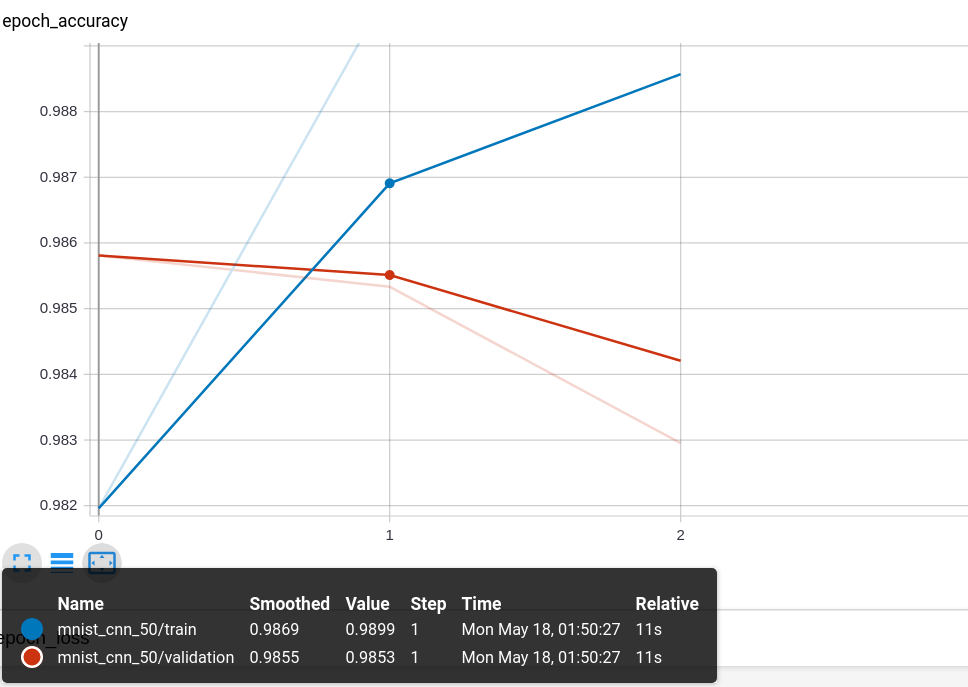 epoch_accuracy
0.988
0.987
0.986
0.985
0.984
0.983
0.982
0 1 2
Name Smoothed Value Step Time Relative
mnist_cnn_50/train 0.9869 0.9899 1 Mon May 18, 01:50:27 11s
epoch_loss
mnist_cnn_50/validation 0.9855 0.9853 1 Mon May 18, 01:50:27 11s